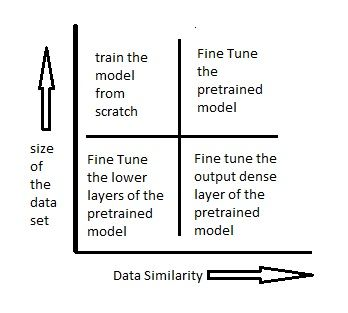 train the
model
from
scratch
Fine Tune
the
pretrained
model
size
of
the
data
set
Fine Tune
the lower
layers of the
pretrained
model
Fine tune the
output dense
layer of the
pretrained
model
Data Similarity